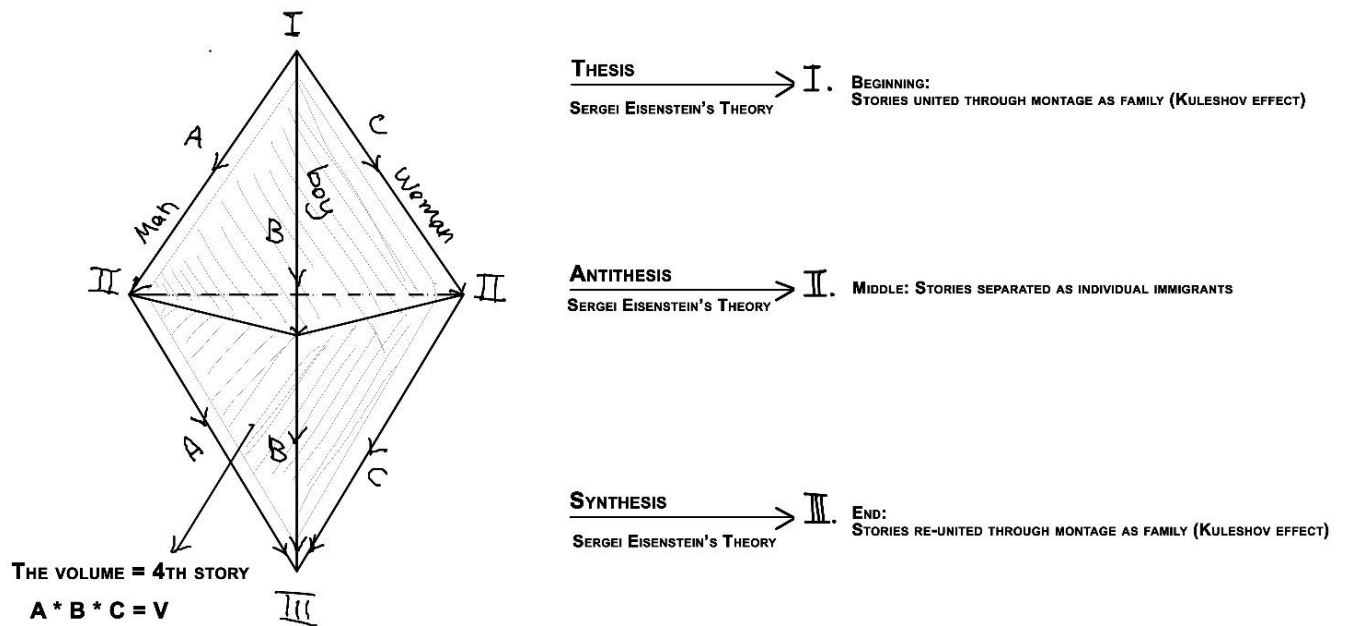 I
A
C
Man
boy
Woman
B
II
II
A
B
C
III
THE VOLUME = 4TH STORY
A * B * C = V
THESIS
SERGEI EISENSTEIN'S THEORY
I.
BEGINNING:
STORIES UNITED THROUGH MONTAGE AS FAMILY (KULESHOV EFFECT)
ANTITHESIS
SERGEI EISENSTEIN'S THEORY
II.
MIDDLE: STORIES SEPARATED AS INDIVIDUAL IMMIGRANTS
SYNTHESIS
SERGEI EISENSTEIN'S THEORY
III.
END:
STORIES RE-UNITED THROUGH MONTAGE AS FAMILY (KULESHOV EFFECT)